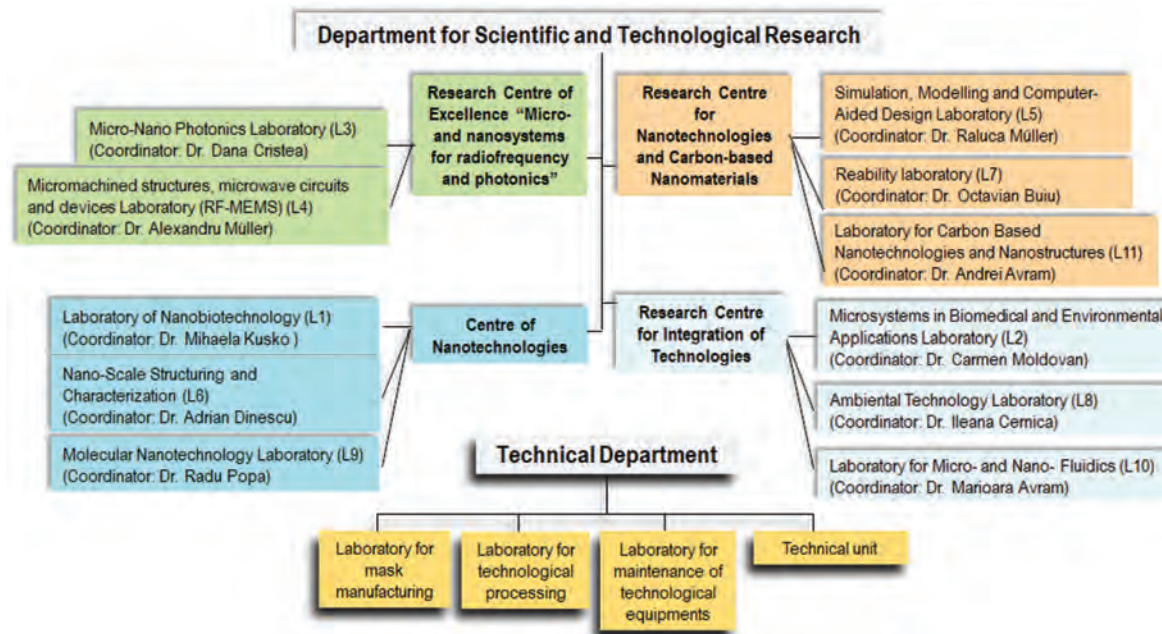 Department for Scientific and Technological Research
Research Centre of
Excellence “Micro-
and nanosystems
for radiofrequency
and photonics”
Micro-Nano Photonics Laboratory (L3)
(Coordinator: Dr. Dana Cristea)
Micromachined structures, microwave circuits
and devices Laboratory (RF-MEMS) (L4)
(Coordinator: Dr. Alexandru Müller)
Research Centre
for
Nanotechnologies
and Carbon-based
Nanomaterials
Simulation, Modelling and Computer-
Aided Design Laboratory (L5)
(Coordinator: Dr. Raluca Müller)
Reability laboratory (L7)
(Coordinator: Dr. Octavian Buiu)
Laboratory for Carbon Based
Nanotechnologies and Nanostructures (L11)
(Coordinator: Dr. Andrei Avram)
Centre of
Nanotechnologies
Laboratory of Nanobiotechnology (L1)
(Coordinator: Dr. Mihaela Kusko )
Nano-Scale Structuring and
Characterization (L6)
(Coordinator: Dr. Adrian Dinescu)
Molecular Nanotechnology Laboratory (L9)
(Coordinator: Dr. Radu Popa)
Research Centre
for Integration of
Technologies
Microsystems in Biomedical and Environmental
Applications Laboratory (L2)
(Coordinator: Dr. Carmen Moldovan)
Ambiental Technology Laboratory (L8)
(Coordinator: Dr. Ileana Cernica)
Laboratory for Micro- and Nano- Fluidics (L10)
(Coordinator: Dr. Marioara Avram)
Technical Department
Laboratory for
mask
manufacturing
Laboratory for
technological
processing
Laboratory for
maintenance of
technological
equipments
Technical unit